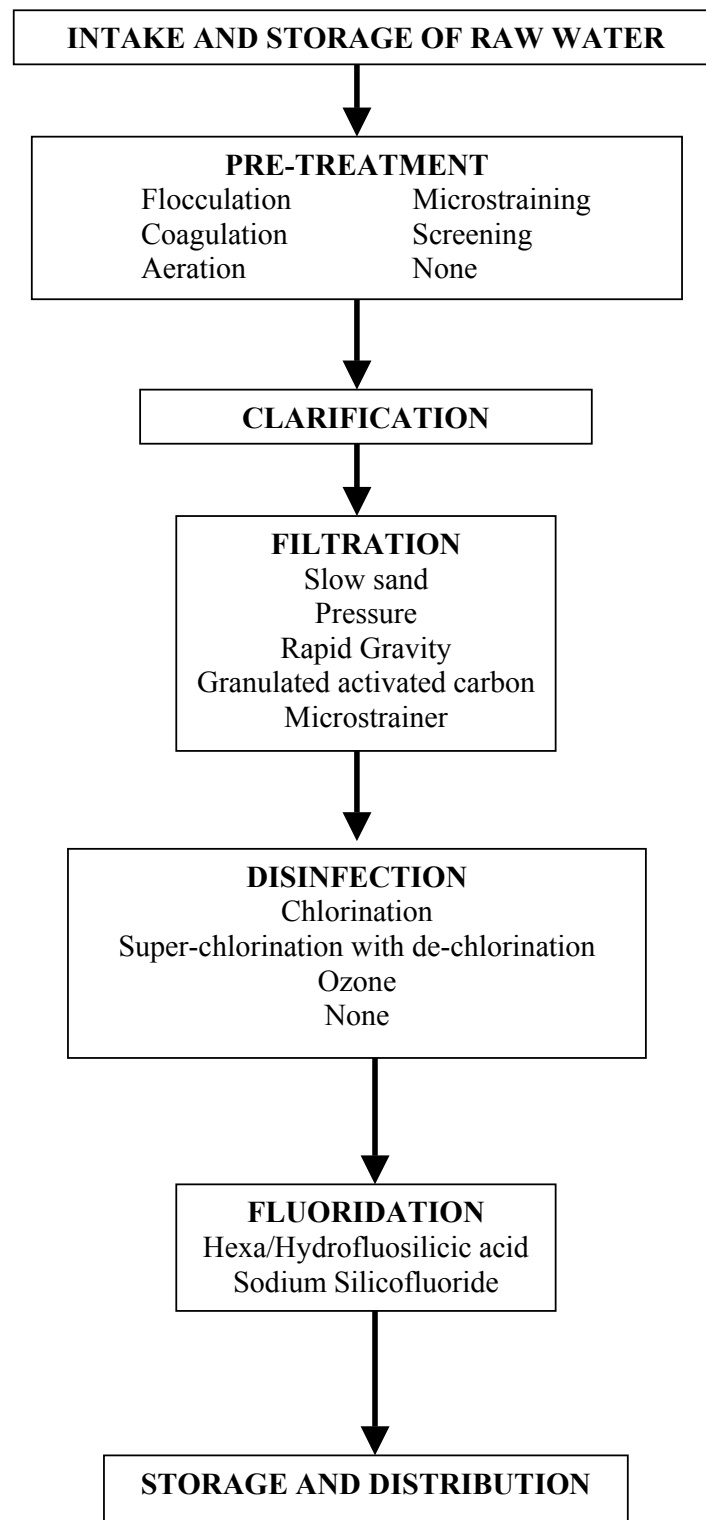 INTAKE AND STORAGE OF RAW WATER
PRE-TREATMENT
Flocculation Microstraining
Coagulation Screening
Aeration None
CLARIFICATION
FILTRATION
Slow sand
Pressure
Rapid Gravity
Granulated activated carbon
Microstrainer
DISINFECTION
Chlorination
Super-chlorination with de-chlorination
Ozone
None
FLUORIDATION
Hexa/Hydrofluosilicic acid
Sodium Silicofluoride
STORAGE AND DISTRIBUTION